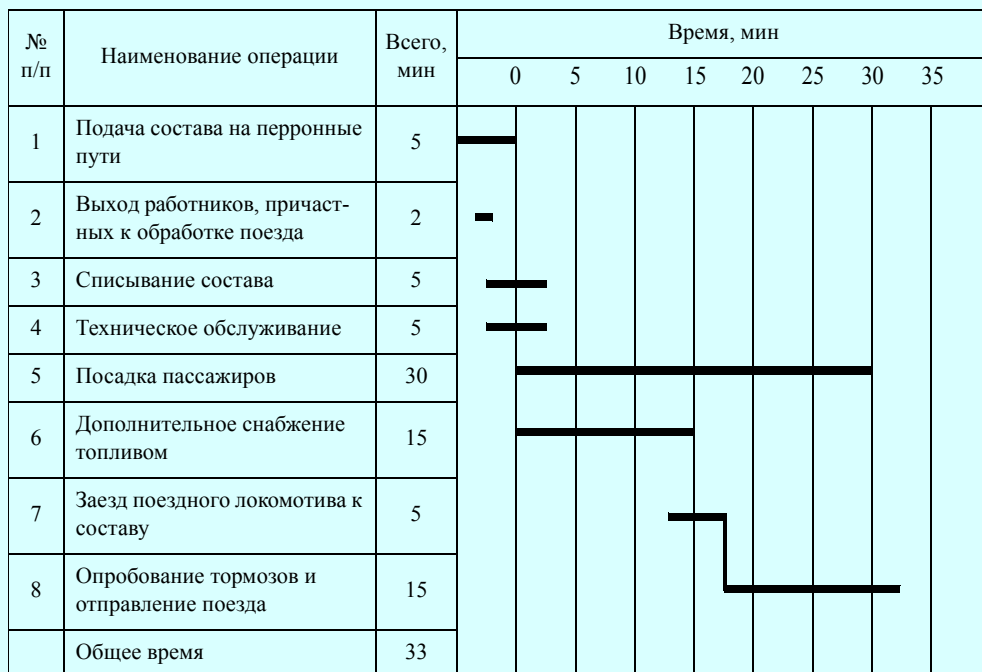 №
п/п
Наименование операции
Всего,
мин
Время, мин
0 5 10 15 20 25 30 35
1
Подача состава на перронные
пути
5
2
Выход работников, причаст-
ных к обработке поезда
2
3
Списывание состава
5
4
Техническое обслуживание
5
5
Посадка пассажиров
30
6
Дополнительное снабжение
топливом
15
7
Заезд поездного локомотива к
составу
5
8
Опробование тормозов и
отправление поезда
15
Общее время
33